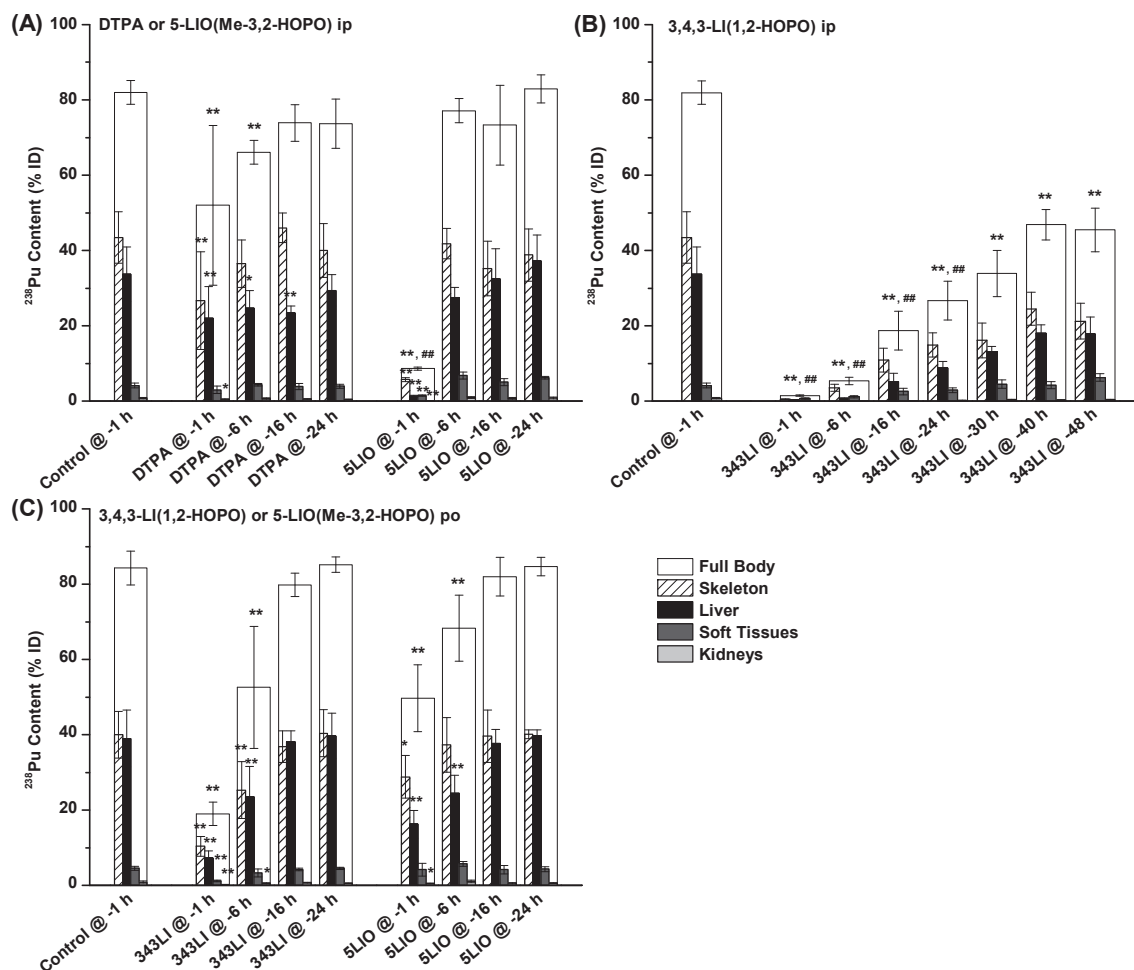 (A) DTPA or 5-LIO(Me-3,2-HOPO) ip
100
80
60
40
20
0
²³⁸Pu Content (% ID)
** ** ** ** * ** * **
**, ##
** ** ** **
Control @ -1 h
DTPA @ -1 h
DTPA @ -6 h
DTPA @ -16 h
DTPA @ -24 h
5LIO @ -1 h
5LIO @ -6 h
5LIO @ -16 h
5LIO @ -24 h
(B) 3,4,3-LI(1,2-HOPO) ip
100
80
60
40
20
0
²³⁸Pu Content (% ID)
**, ##
**, ##
**, ##
**, ##
**
**
**
Control @ -1 h
343LI @ -1 h
343LI @ -6 h
343LI @ -16 h
343LI @ -24 h
343LI @ -30 h
343LI @ -40 h
343LI @ -48 h
(C) 3,4,3-LI(1,2-HOPO) or 5-LIO(Me-3,2-HOPO) po
100
80
60
40
20
0
²³⁸Pu Content (% ID)
** ** ** ** **
** ** ** *
** * ** *
** **
Control @ -1 h
343LI @ -1 h
343LI @ -6 h
343LI @ -16 h
343LI @ -24 h
5LIO @ -1 h
5LIO @ -6 h
5LIO @ -16 h
5LIO @ -24 h
Full Body
Skeleton
Liver
Soft Tissues
Kidneys